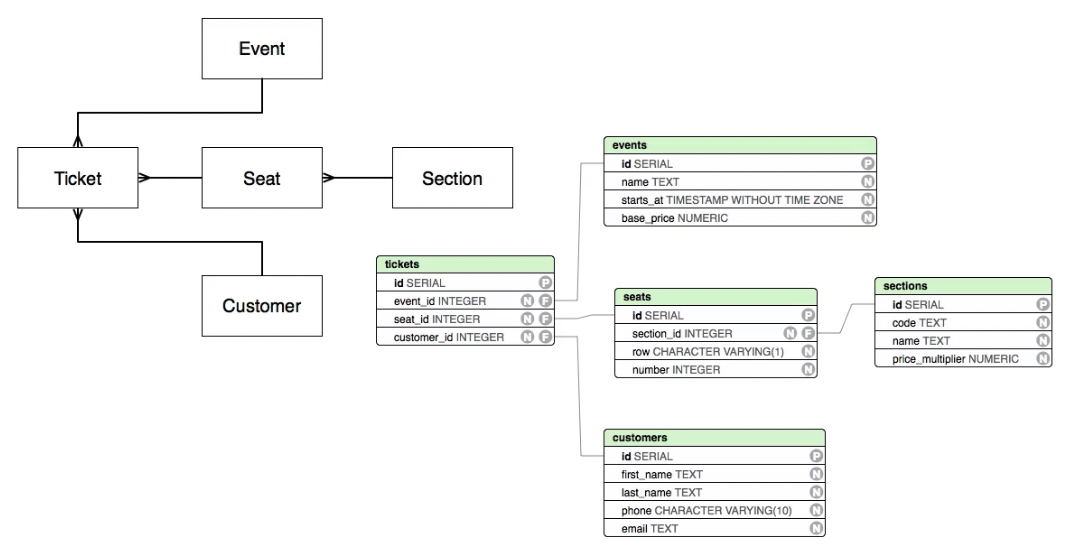 Event
Ticket
Seat
Section
Customer
events
id SERIAL P
name TEXT N
starts_at TIMESTAMP WITHOUT TIME ZONE N
base_price NUMERIC N
tickets
id SERIAL P
event_id INTEGER N F
seat_id INTEGER N F
customer_id INTEGER N F
seats
id SERIAL P
section_id INTEGER N F
row CHARACTER VARYING(1) N
number INTEGER N
sections
id SERIAL P
code TEXT N
name TEXT N
price_multiplier NUMERIC N
customers
id SERIAL P
first_name TEXT N
last_name TEXT N
phone CHARACTER VARYING(10) N
email TEXT N